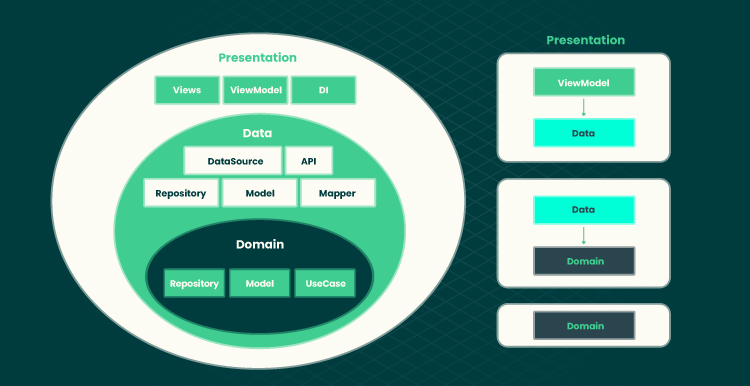 Presentation
Views ViewModel DI
Data
DataSource API
Repository Model Mapper
Domain
Repository Model UseCase
Presentation
ViewModel
Data
Data
Domain
Domain